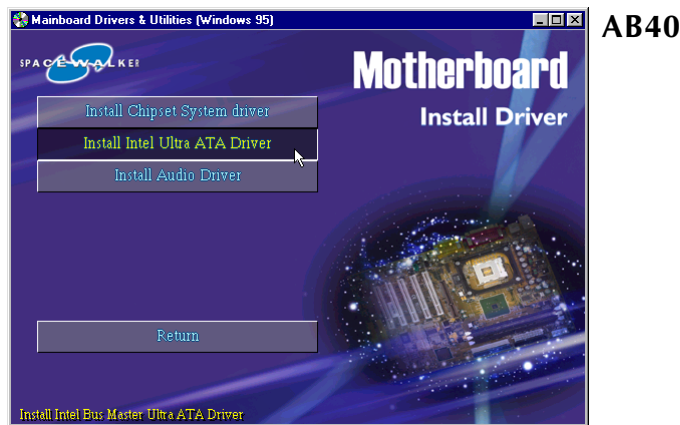 Mainboard Drivers & Utilities (Windows 95)
AB40
SPACEWALKER
Motherboard
Install Driver
Install Chipset System driver
Install Intel Ultra ATA Driver
Install Audio Driver
Return
Install Intel Bus Master Ultra ATA Driver